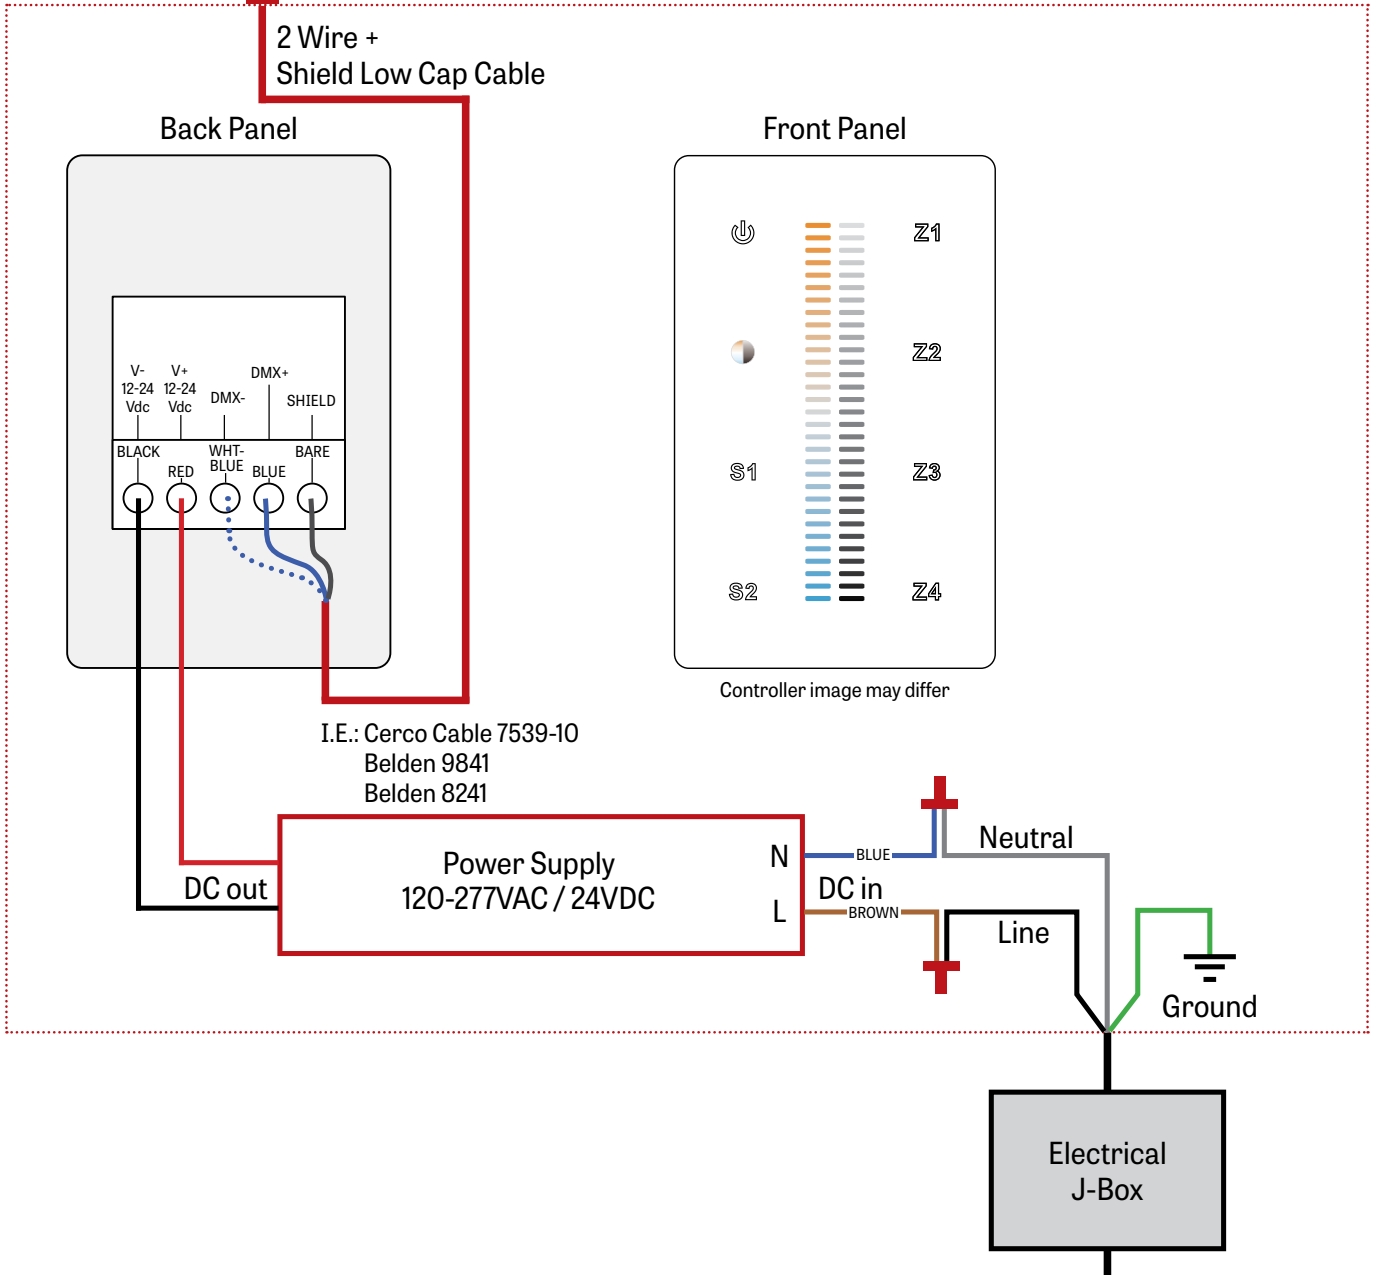 2 Wire +
Shield Low Cap Cable
Back Panel
Front Panel
V-
12-24
Vdc
V+
12-24
Vdc
DMX-
DMX+
SHIELD
BLACK
RED
WHT-
BLUE
BLUE
BARE
Z1
Z2
S1
Z3
S2
Z4
Controller image may differ
I.E.: Cerco Cable 7539-10
Belden 9841
Belden 8241
Power Supply
120-277VAC / 24VDC
DC out
N
L
BLUE
DC in
BROWN
Neutral
Line
Ground
Electrical
J-Box